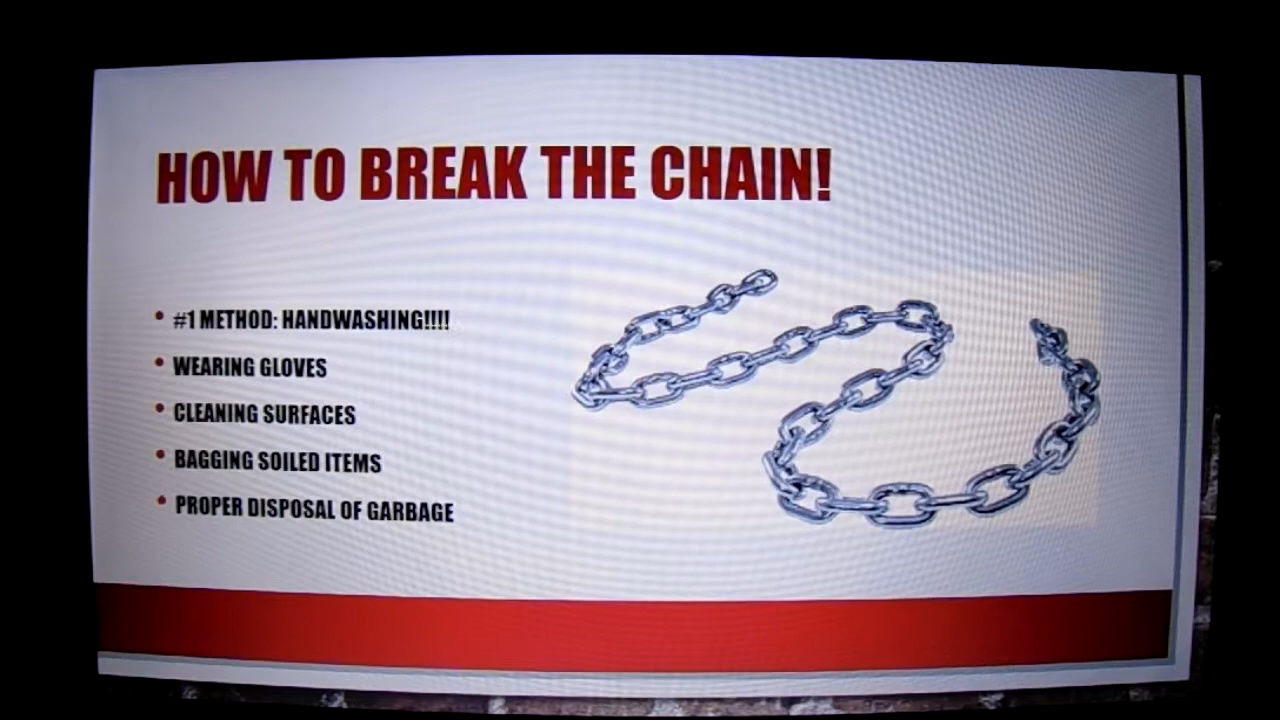 HOW TO BREAK THE CHAIN!
• #1 METHOD: HANDWASHING!!!!
• WEARING GLOVES
• CLEANING SURFACES
• BAGGING SOILED ITEMS
• PROPER DISPOSAL OF GARBAGE